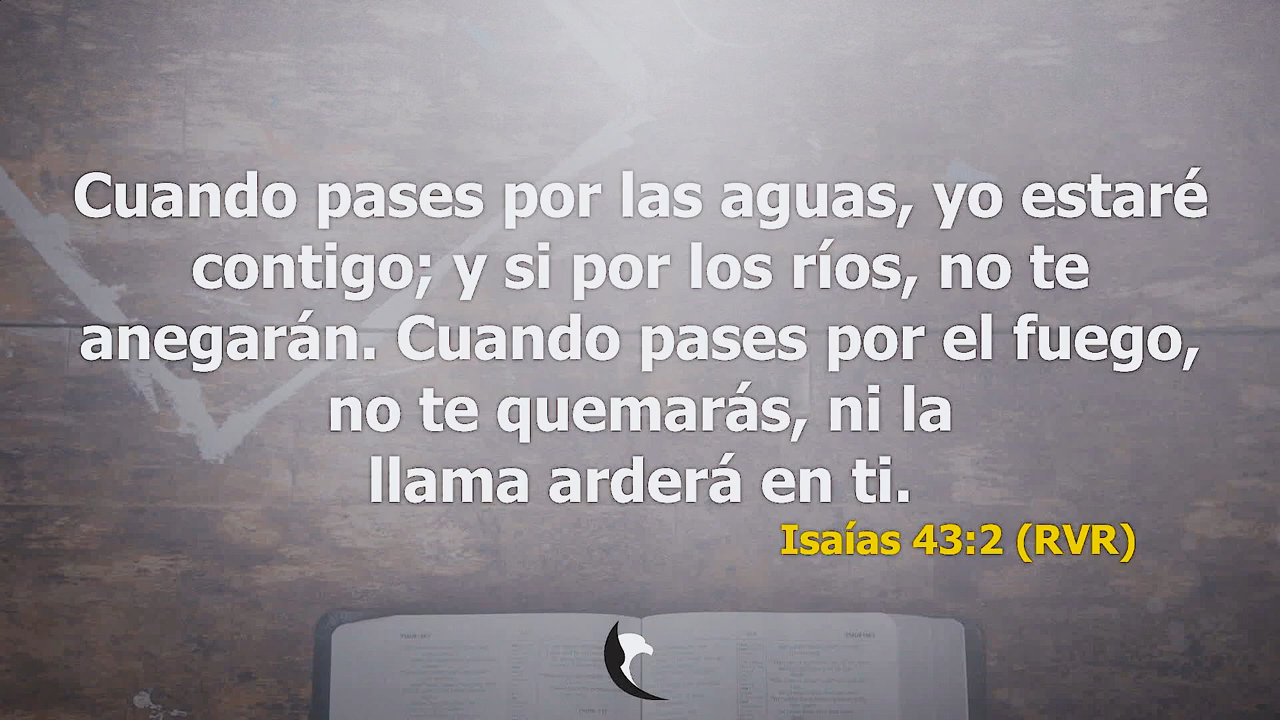 Cuando pases por las aguas, yo estaré
contigo; y si por los ríos, no te
anegarán. Cuando pases por el fuego,
no te quemarás, ni la
llama arderá en ti.
Isaías 43:2 (RVR)